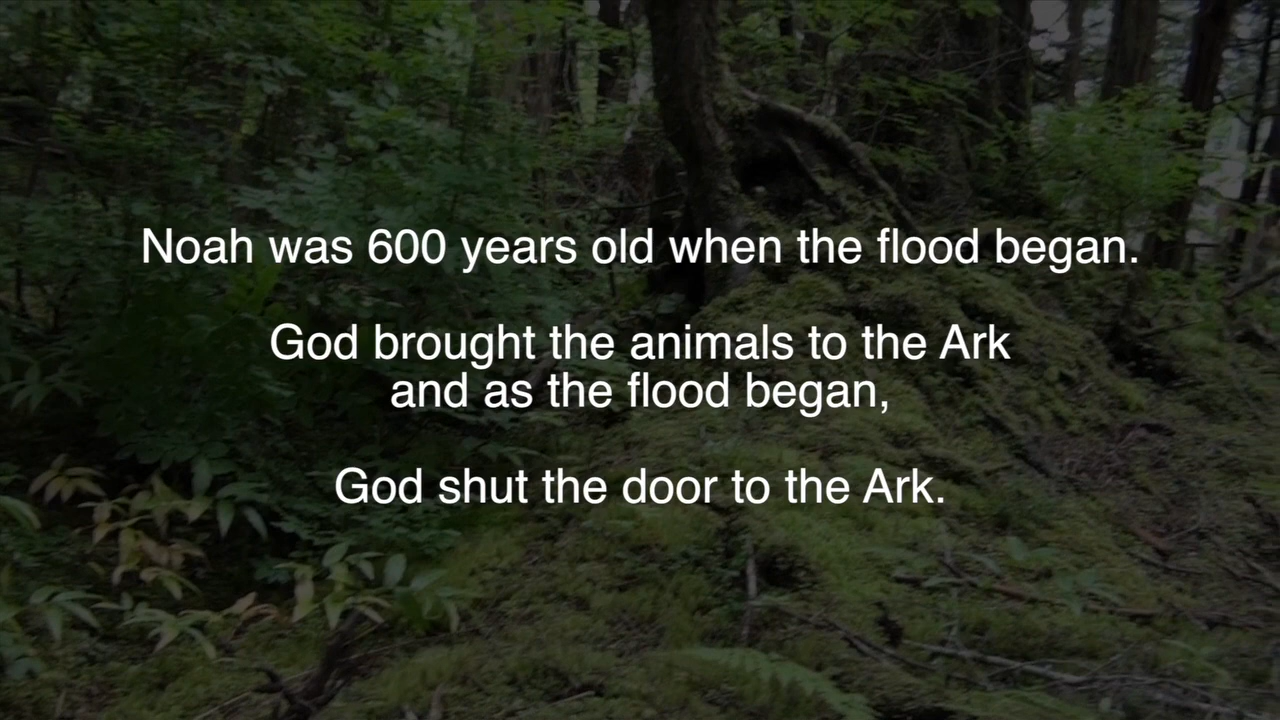 Noah was 600 years old when the flood began.
God brought the animals to the Ark
and as the flood began,
God shut the door to the Ark.